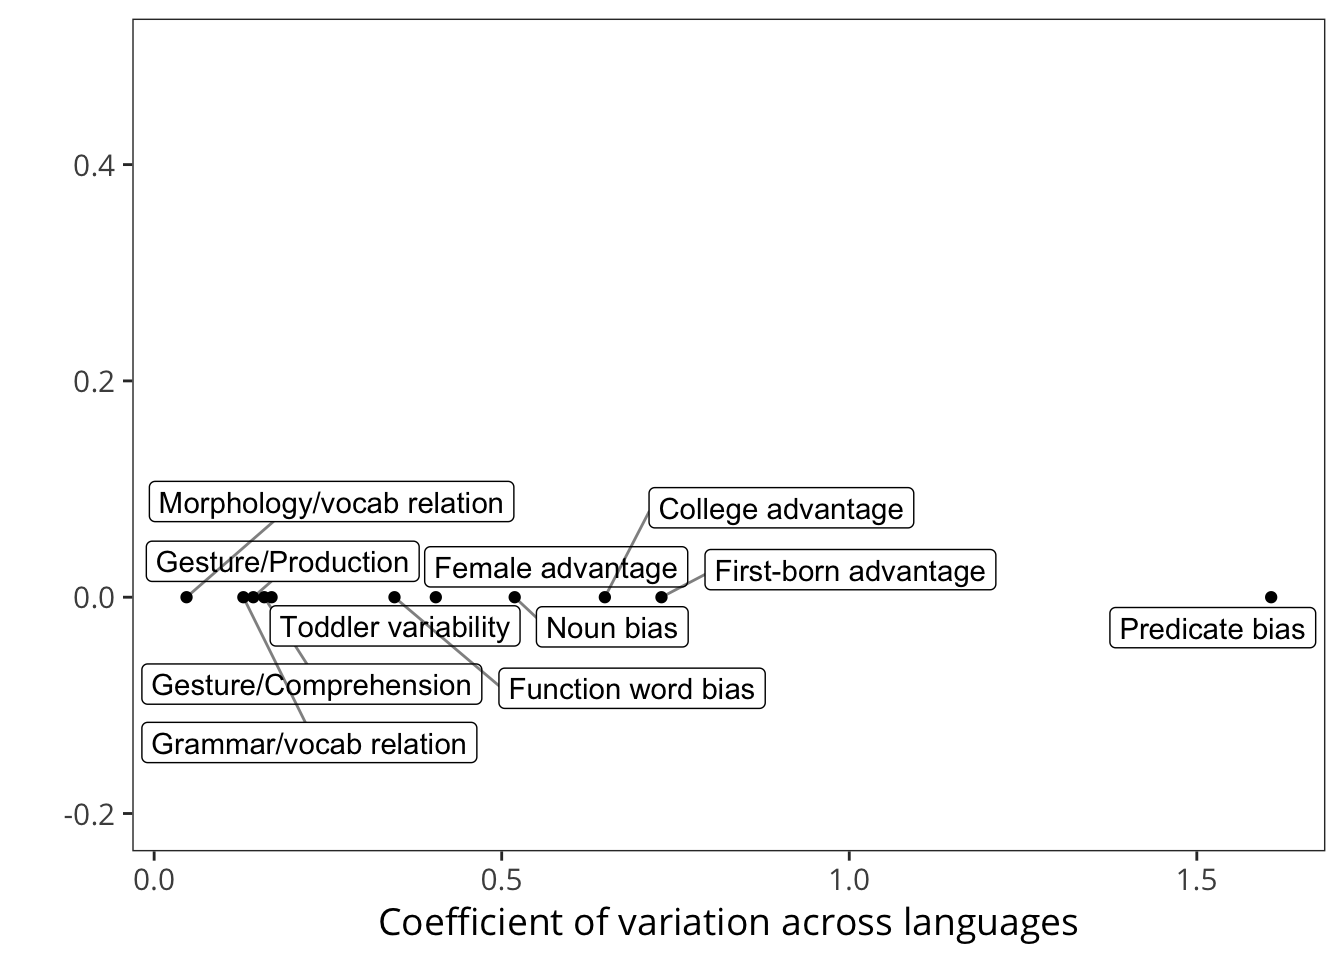 0.4
0.2
Morphology/vocab relation
College advantage
Gesture/Production
Female advantage
First-born advantage
0.0
Toddler variability
Noun bias
Predicate bias
Gesture/Comprehension
Function word bias
Grammar/vocab relation
-0.2
0.0 0.5 1.0 1.5
Coefficient of variation across languages